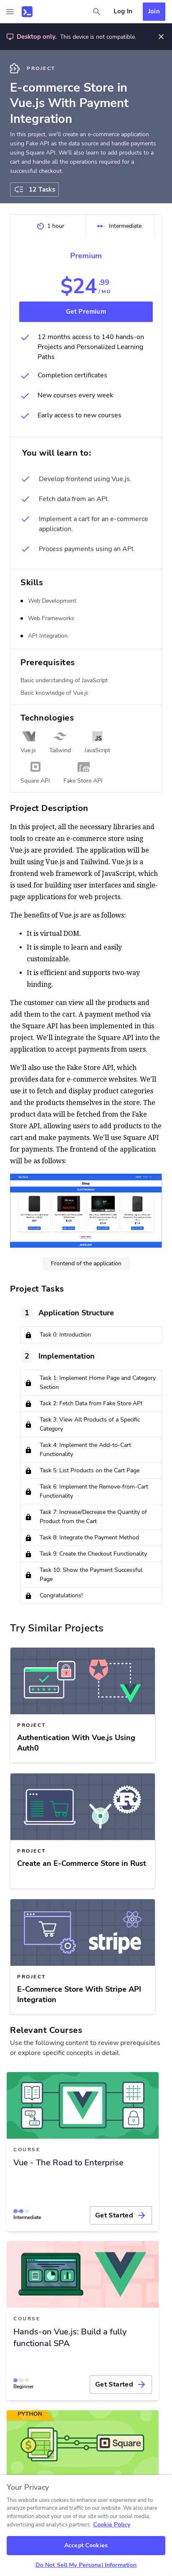 Log In
Join
Desktop only. This device is not compatible.
PROJECT
E-commerce Store in
Vue.js With Payment
Integration
In this project, we'll create an e-commerce application
using Fake API as the data source and handle payments
using Square API. We'll also learn to add products to a
cart and handle all the operations required for a
successful checkout.
12 Tasks
1 hour
Intermediate
Premium
$24.99
/ MO
Get Premium
12 months access to 140 hands-on
Projects and Personalized Learning
Paths
Completion certificates
New courses every week
Early access to new courses
You will learn to:
Develop frontend using Vue.js.
Fetch data from an API.
Implement a cart for an e-commerce
application.
Process payments using an API.
Skills
Web Development
Web Frameworks
API Integration
Prerequisites
Basic understanding of JavaScript
Basic knowledge of Vue.js
Technologies
Vue.js
Tailwind
JavaScript
Square API
Fake Store API
Project Description
In this project, all the necessary libraries and
tools to create an e-commerce store using
Vue.js are provided. The application will be
built using Vue.js and Tailwind. Vue.js is a
frontend web framework of JavaScript, which
is used for building user interfaces and single-
page applications for web projects.
The benefits of Vue.js are as follows:
It is virtual DOM.
It is simple to learn and easily
customizable.
It is efficient and supports two-way
binding.
The customer can view all the products and
add them to the cart. A payment method via
the Square API has been implemented in this
project. We'll integrate the Square API into the
application to accept payments from users.
We'll also use the Fake Store API, which
provides data for e-commerce websites. We'll
use it to fetch and display product categories
and the products themselves in the store. The
product data will be fetched from the Fake
Store API, allowing users to add products to the
cart and make payments. We'll use Square API
for payments. The frontend of the application
will be as follows:
Shop
Frontend of the application
Project Tasks
1
Application Structure
Task 0: Introduction
2
Implementation
Task 1: Implement Home Page and Category
Section
Task 2: Fetch Data from Fake Store API
Task 3: View All Products of a Specific
Category
Task 4: Implement the Add-to-Cart
Functionality
Task 5: List Products on the Cart Page
Task 6: Implement the Remove-from-Cart
Functionality
Task 7: Increase/Decrease the Quantity of
Product from the Cart
Task 8: Integrate the Payment Method
Task 9: Create the Checkout Functionality
Task 10: Show the Payment Successful
Page
Congratulations!
Try Similar Projects
PROJECT
Authentication With Vue.js Using
Auth0
PROJECT
Create an E-Commerce Store in Rust
stripe
PROJECT
E-Commerce Store With Stripe API
Integration
Relevant Courses
Use the following content to review prerequisites
or explore specific concepts in detail.
COURSE
Vue - The Road to Enterprise
Intermediate
Get Started
COURSE
Hands-on Vue.js: Build a fully
functional SPA
Beginner
Get Started
PYTHON
Square
Your Privacy
This website uses cookies to enhance user experience and to
analyze performance and traffic on our website. We also share
information about your use of our site with our social media,
advertising and analytics partners. Cookie Policy
Accept Cookies
Do Not Sell My Personal Information